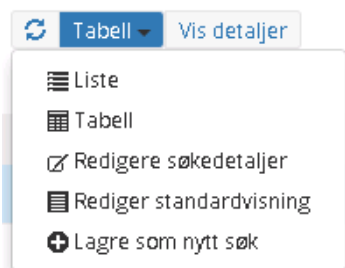 Tabell Vis detaljer
Liste
Tabell
Redigere søkedetaljer
Rediger standardvisning
Lagre som nytt søk